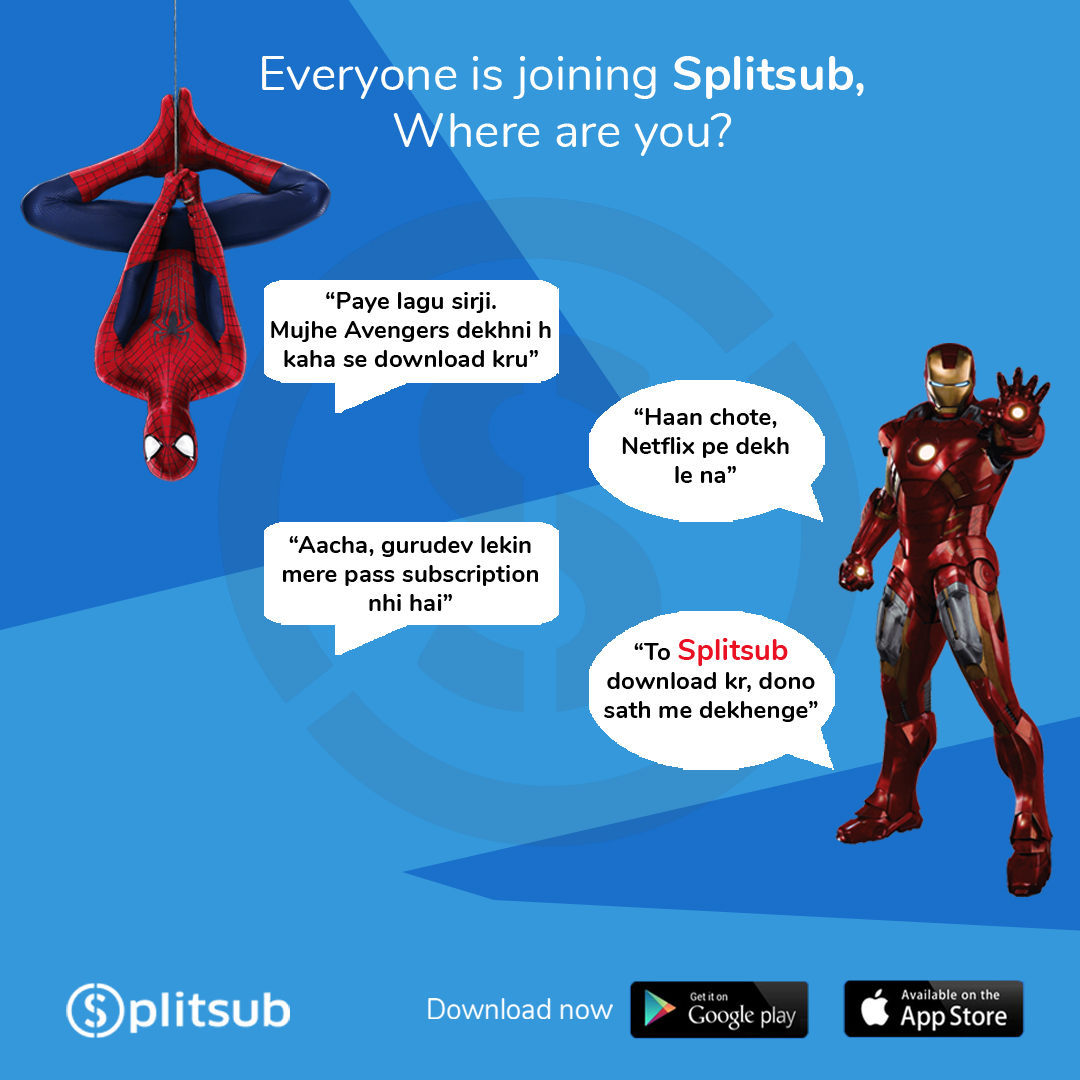 Everyone is joining Splitsub,
Where are you?
“Paye lagu sirji.
Mujhe Avengers dekhni h
kaha se download kru”
“Haan chote,
Netflix pe dekh
le na”
“Aacha, gurudev lekin
mere pass subscription
nhi hai”
“To Splitsub
download kr, dono
sath me dekhenge”
Splitsub
Download now
Get it on
Google play
Available on the
App Store